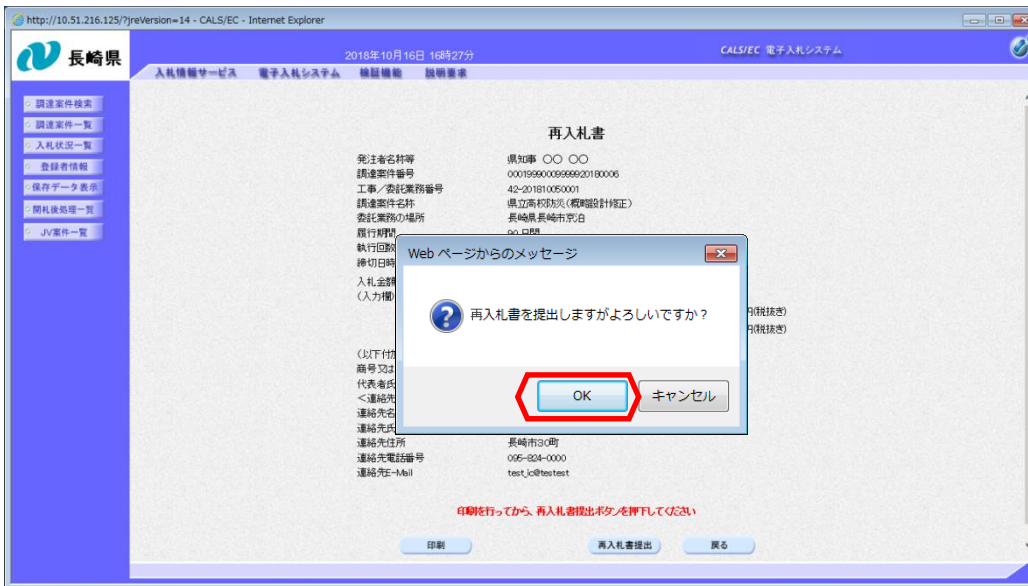 http://10.51.216.125/?jreVersion=14 - CALS/EC - Internet Explorer
長崎県
2018年10月16日 16時27分
CALS/EC 電子入札システム
入札情報サービス 電子入札システム 検証機能 説明要求
調達案件検索
調達案件一覧
入札状況一覧
登録者情報
保存データ表示
開札後処理一覧
JV案件一覧
再入札書
発注者名称等 県知事 〇〇 〇〇
調達案件番号 00019990009999920180006
工事/委託業務番号 42-201810050001
調達案件名称 県立高校防災(概略設計修正)
委託業務の場所 長崎県長崎市京泊
履行期間 90 日間
執行回数
締切日時
入札金額
(入力欄)
円(税抜き)
円(税抜き)
Web ページからのメッセージ
再入札書を提出しますがよろしいですか?
OK キャンセル
(以下付
商号又は
代表者氏
<連絡先
連絡先名
連絡先氏
連絡先住所 長崎市30町
連絡先電話番号 095-824-0000
連絡先E-Mail test_ic@testest
印刷を行ってから、再入札書提出ボタンを押下してください
印刷 再入札書提出 戻る